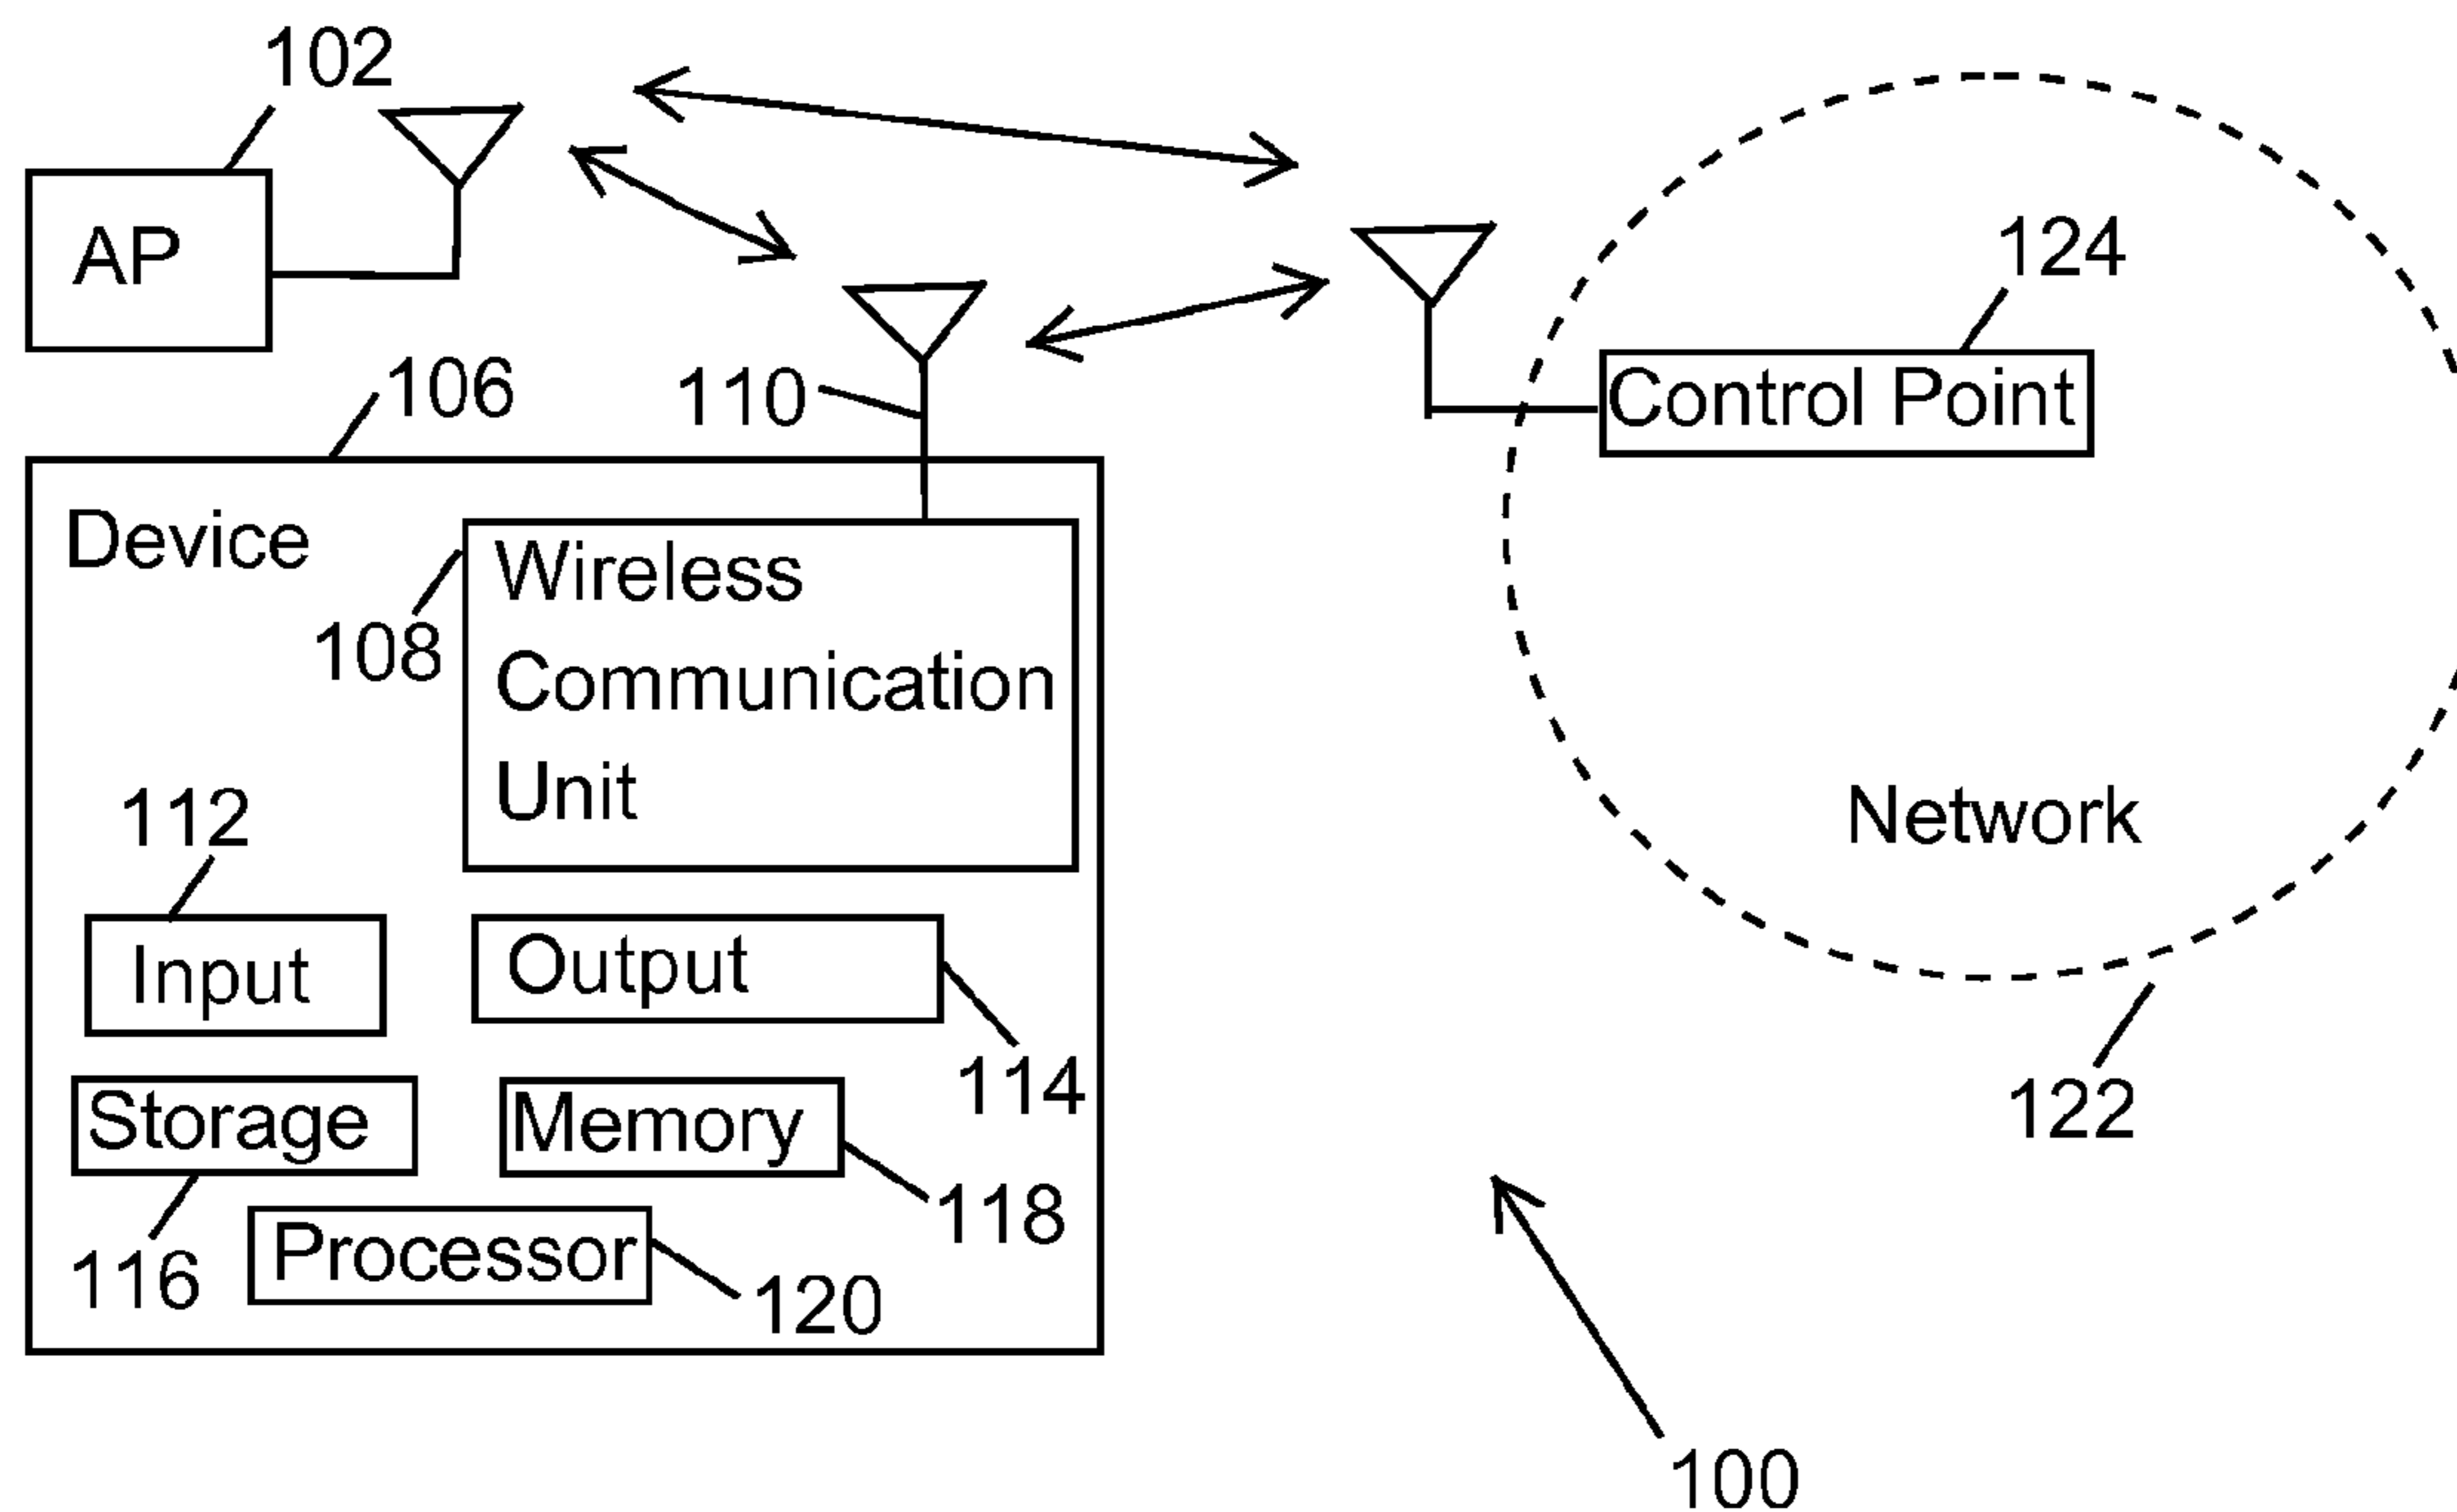 102
AP
124
Control Point
106
110
Device
Wireless
Communication
Unit
108
112
Network
Input
Output
114
Storage
Memory
122
116
118
Processor
120
100